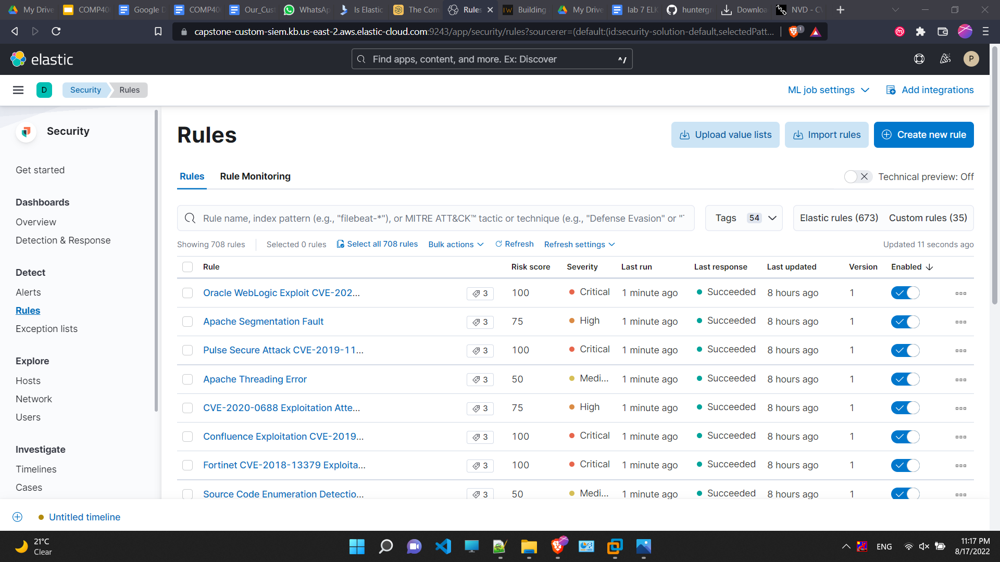 My Drive
COMP40
Google D
COMP40
Our_Cust
WhatsAp
Is Elastic
The Com
Rules
Building
My Drive
lab 7 ELK
huntergr
Downloa
NVD - CV
capstone-custom-siem.kb.us-east-2.aws.elastic-cloud.com:9243/app/security/rules?sourcerer=(default:(id:security-solution-default,selectedPatt...
1
elastic
Find apps, content, and more. Ex: Discover
^/
P
D
Security
Rules
ML job settings
Add integrations
Security
Get started
Dashboards
Overview
Detection & Response
Detect
Alerts
Rules
Exception lists
Explore
Hosts
Network
Users
Investigate
Timelines
Cases
Rules
Upload value lists
Import rules
Create new rule
Rules
Rule Monitoring
Technical preview: Off
Rule name, index pattern (e.g., "filebeat-*"), or MITRE ATT&CK™ tactic or technique (e.g., "Defense Evasion" or "T
Tags 54
Elastic rules (673) Custom rules (35)
Showing 708 rules Selected 0 rules Select all 708 rules Bulk actions Refresh Refresh settings Updated 11 seconds ago
Rule Risk score Severity Last run Last response Last updated Version Enabled
Oracle WebLogic Exploit CVE-202... 3 100 Critical 1 minute ago Succeeded 8 hours ago 1
Apache Segmentation Fault 3 75 High 1 minute ago Succeeded 8 hours ago 1
Pulse Secure Attack CVE-2019-11... 3 100 Critical 1 minute ago Succeeded 8 hours ago 1
Apache Threading Error 3 50 Medi... 1 minute ago Succeeded 8 hours ago 1
CVE-2020-0688 Exploitation Atte... 3 75 High 1 minute ago Succeeded 8 hours ago 1
Confluence Exploitation CVE-2019... 3 100 Critical 1 minute ago Succeeded 8 hours ago 1
Fortinet CVE-2018-13379 Exploita... 3 100 Critical 1 minute ago Succeeded 8 hours ago 1
Source Code Enumeration Detectio... 3 50 Medi... 1 minute ago Succeeded 8 hours ago 1
Untitled timeline
21°C
Clear
ENG
11:17 PM
8/17/2022